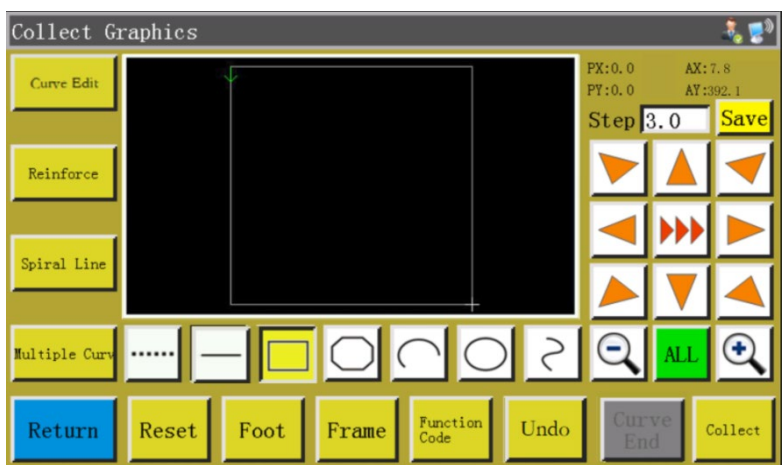 Collect Graphics
Curve Edit
PX:0.0 AX:7.8
PY:0.0 AY:392.1
Step 3.0 Save
Reinforce
Spiral Line
Multiple Curv
ALL
Return Reset Foot Frame Function Code Undo Curve End Collect